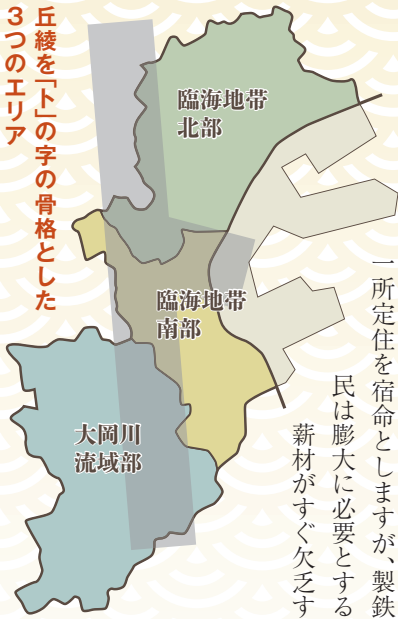 丘綾を「ト」の字の骨格とした
３つのエリア
臨海地帯
北部
臨海地帯
南部
大岡川
流域部
一所定住を宿命としますが、製鉄
民は膨大に必要とする
薪材がすぐ欠乏す